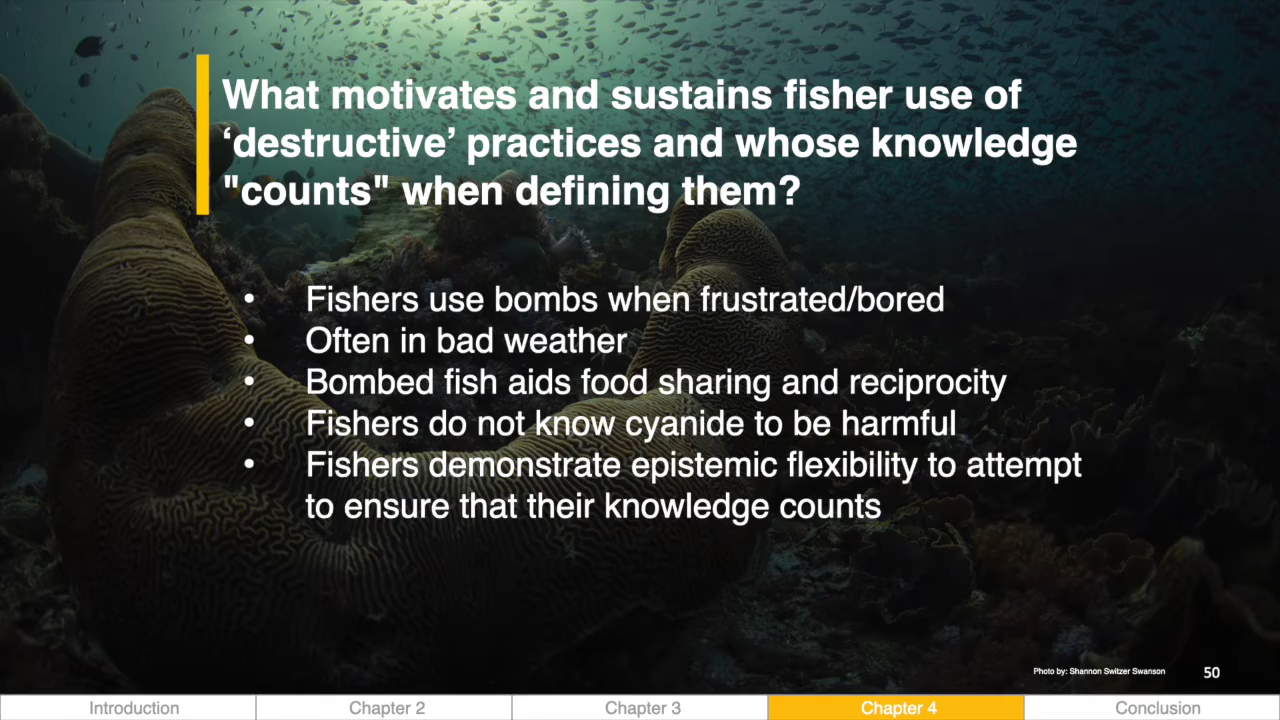 What motivates and sustains fisher use of
‘destructive’ practices and whose knowledge
"counts" when defining them?
• Fishers use bombs when frustrated/bored
• Often in bad weather
• Bombed fish aids food sharing and reciprocity
• Fishers do not know cyanide to be harmful
• Fishers demonstrate epistemic flexibility to attempt
to ensure that their knowledge counts
Photo by: Shannon Switzer Swanson
50
Introduction
Chapter 2
Chapter 3
Chapter 4
Conclusion